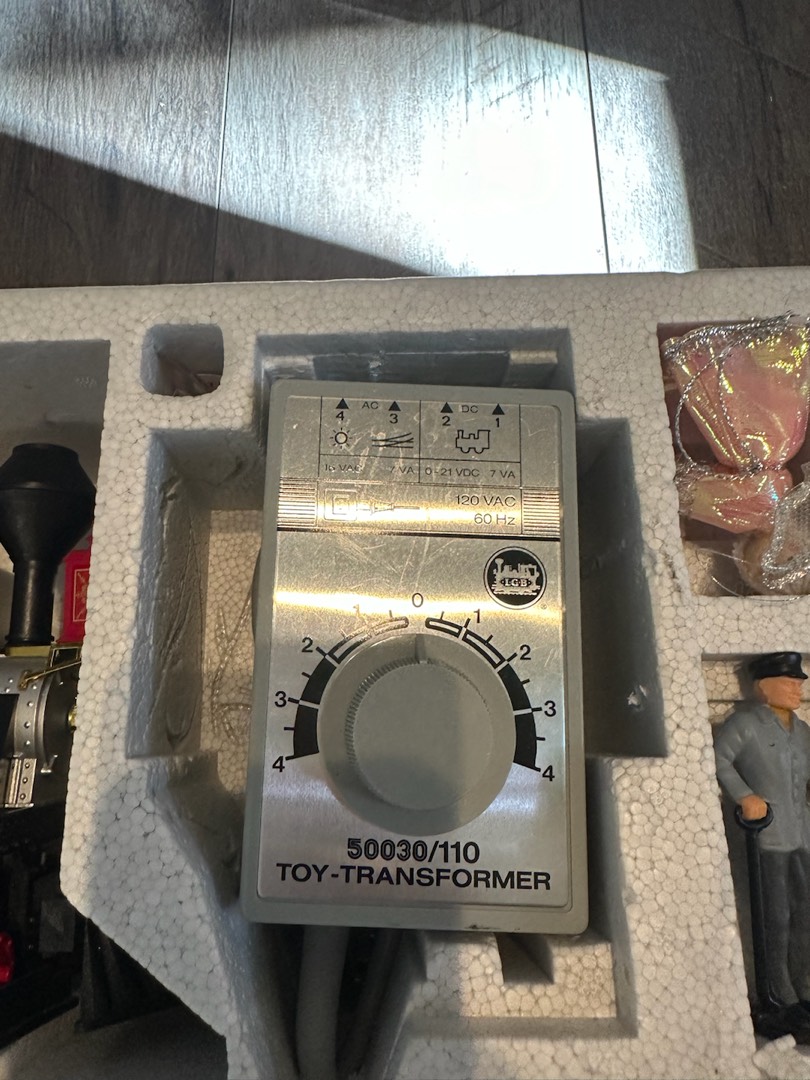 AC DC
4 3 2 1
16 VAC 7 VA 0-21 VDC 7 VA
120 VAC
60 Hz
LGB
0
1 1
2 2
3 3
4 4
50030/110
TOY-TRANSFORMER